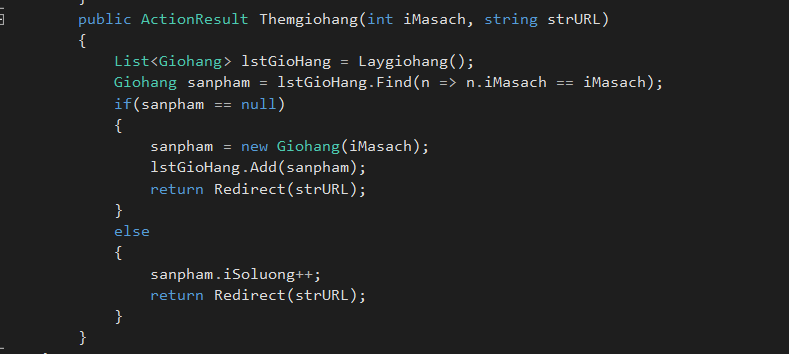 public ActionResult Themgiohang(int iMasach, string strURL)
{
List<Giohang> lstGioHang = Laygiohang();
Giohang sanpham = lstGioHang.Find(n => n.iMasach == iMasach);
if(sanpham == null)
{
sanpham = new Giohang(iMasach);
lstGioHang.Add(sanpham);
return Redirect(strURL);
}
else
{
sanpham.iSoluong++;
return Redirect(strURL);
}
}